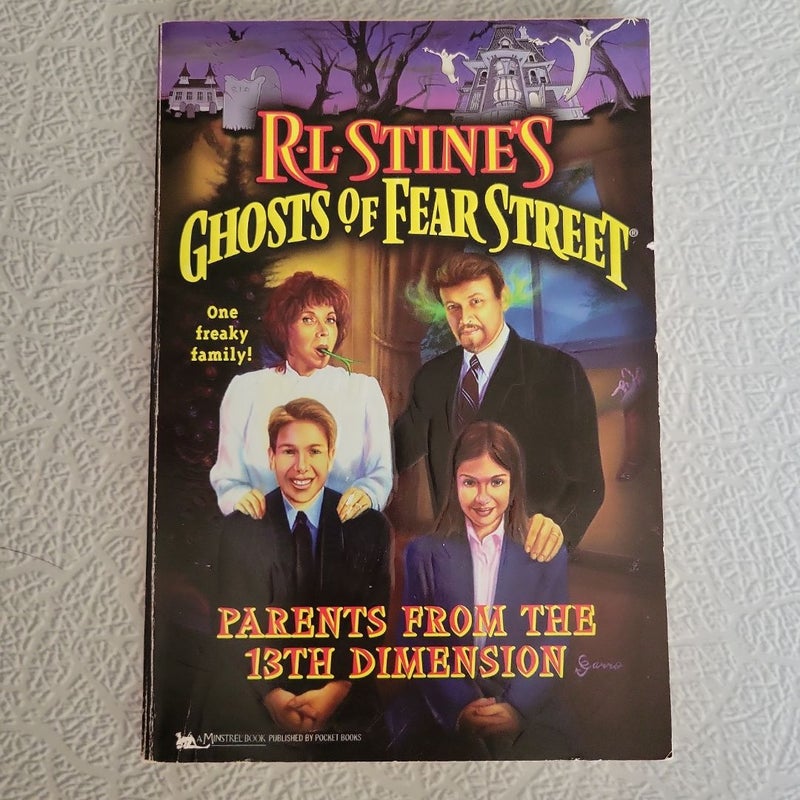 R.I.P.
R·L·STINE'S
GHOSTS OF FEAR STREET®
One
freaky
family!
PARENTS FROM THE
13TH DIMENSION
Garro
A MINSTREL BOOK PUBLISHED BY POCKET BOOKS